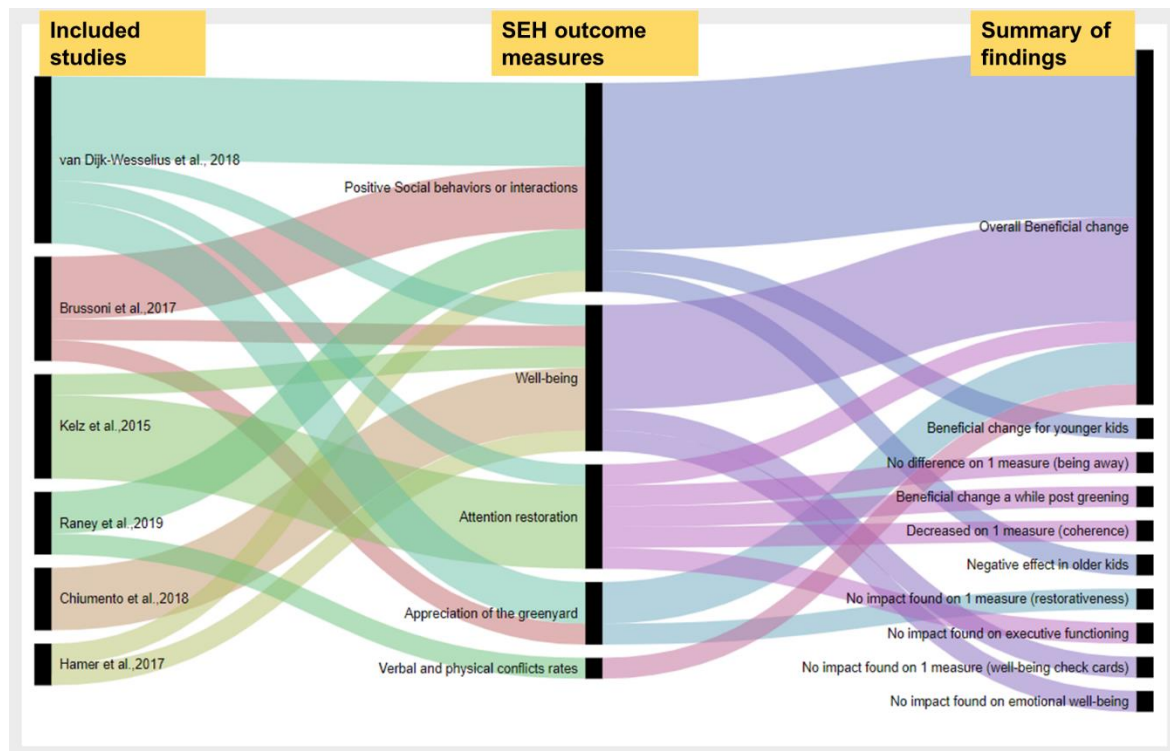 Included
studies
SEH outcome
measures
Summary of
findings
van Dijk-Wesselius et al., 2018
Brussoni et al.,2017
Kelz et al.,2015
Raney et al.,2019
Chiumento et al.,2018
Hamer et al.,2017
Positive Social behaviors or interactions
Well-being
Attention restoration
Appreciation of the greenyard
Verbal and physical conflicts rates
Overall Beneficial change
Beneficial change for younger kids
No difference on 1 measure (being away)
Beneficial change a while post greening
Decreased on 1 measure (coherence)
Negative effect in older kids
No impact found on 1 measure (restorativeness)
No impact found on executive functioning
No impact found on 1 measure (well-being check cards)
No impact found on emotional well-being